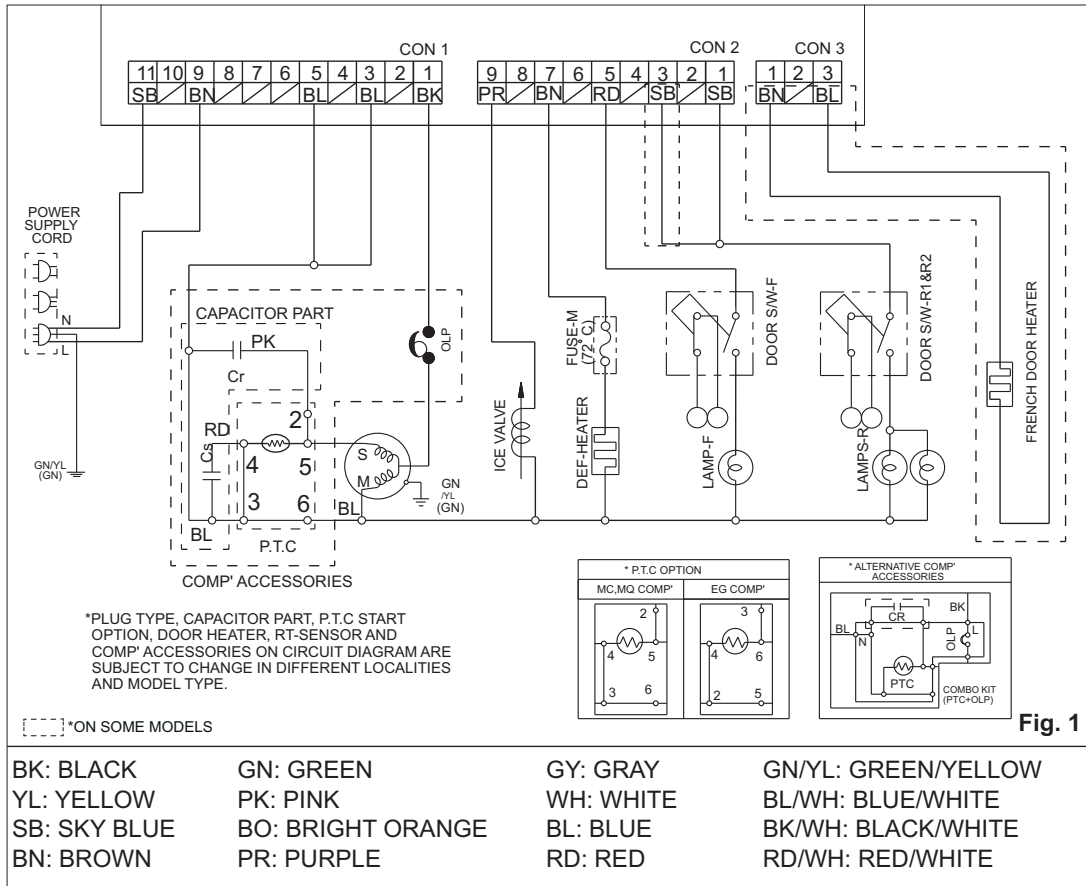 CON 1
CON 2
CON 3
11 10 9 8 7 6 5 4 3 2 1
SB BN BL BL BK
9 8 7 6 5 4 3 2 1
PR BN RD SB SB
1 2 3
BN BL
POWER
SUPPLY
CORD
N
L
GN/YL
(GN)
CAPACITOR PART
PK
Cr
RD
Cs
2
4
5
3
6
BL
P.T.C
COMP' ACCESSORIES
6
OLP
S
M
BL
GN
/YL
(GN)
ICE VALVE
FUSE-M
(72°C)
DEF-HEATER
DOOR S/W-F
LAMP-F
DOOR S/W-R1&R2
LAMPS-R
FRENCH DOOR HEATER
*PLUG TYPE, CAPACITOR PART, P.T.C START
OPTION, DOOR HEATER, RT-SENSOR AND
COMP' ACCESSORIES ON CIRCUIT DIAGRAM ARE
SUBJECT TO CHANGE IN DIFFERENT LOCALITIES
AND MODEL TYPE.
*ON SOME MODELS
* P.T.C OPTION
MC,MQ COMP' EG COMP'
2
4 5
3 6
3
4 6
2 5
* ALTERNATIVE COMP'
ACCESSORIES
BK
CR
BL
N
L
OLP
PTC
COMBO KIT
(PTC+OLP)
Fig. 1
BK: BLACK GN: GREEN GY: GRAY GN/YL: GREEN/YELLOW
YL: YELLOW PK: PINK WH: WHITE BL/WH: BLUE/WHITE
SB: SKY BLUE BO: BRIGHT ORANGE BL: BLUE BK/WH: BLACK/WHITE
BN: BROWN PR: PURPLE RD: RED RD/WH: RED/WHITE